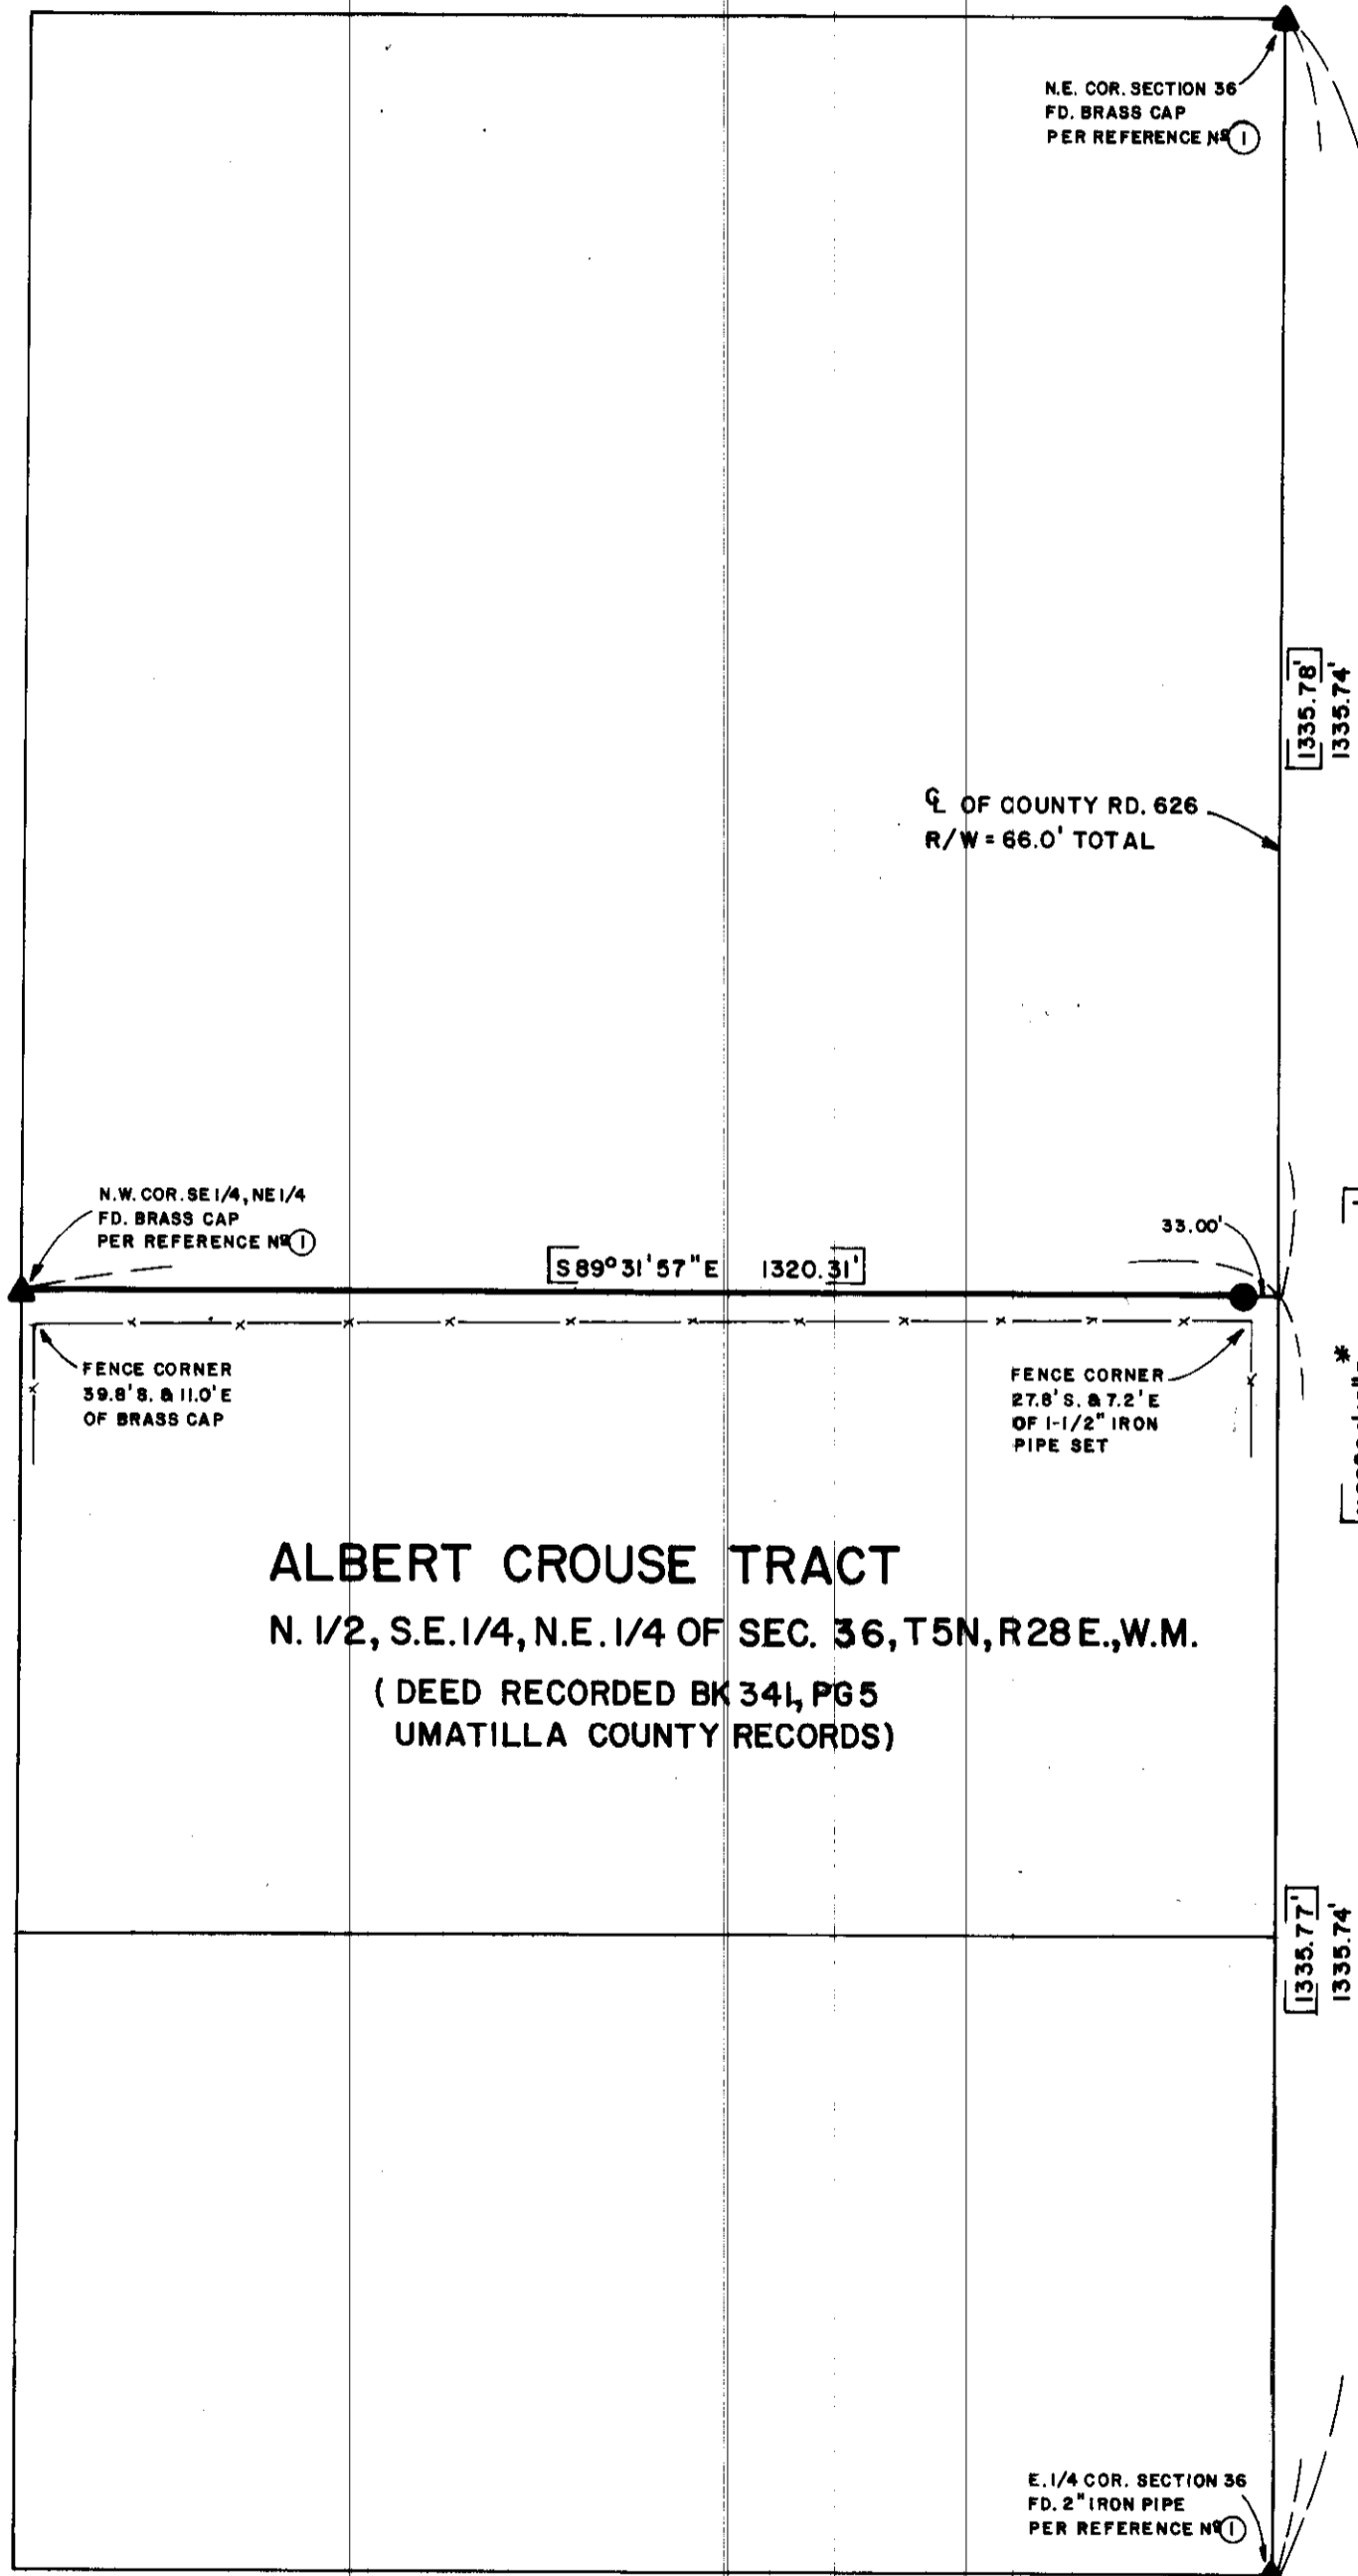 N.E. COR. SECTION 36
FD. BRASS CAP
PER REFERENCE Nº 1
1335.78'
1335.74'
℄ OF COUNTY RD. 626
R/W = 66.0' TOTAL
N.W. COR. SE 1/4, NE 1/4
FD. BRASS CAP
PER REFERENCE Nº 1
33.00'
S 89° 31' 57" E 1320.31'
*
FENCE CORNER
39.8' S. & 11.0' E
OF BRASS CAP
FENCE CORNER
27.8' S. & 7.2' E
OF 1-1/2" IRON
PIPE SET
ALBERT CROUSE TRACT
N. 1/2, S.E. 1/4, N.E. 1/4 OF SEC. 36, T5N, R28E., W.M.
( DEED RECORDED BK 341, PG 5
UMATILLA COUNTY RECORDS)
1335.77'
1335.74'
E. 1/4 COR. SECTION 36
FD. 2" IRON PIPE
PER REFERENCE Nº 1